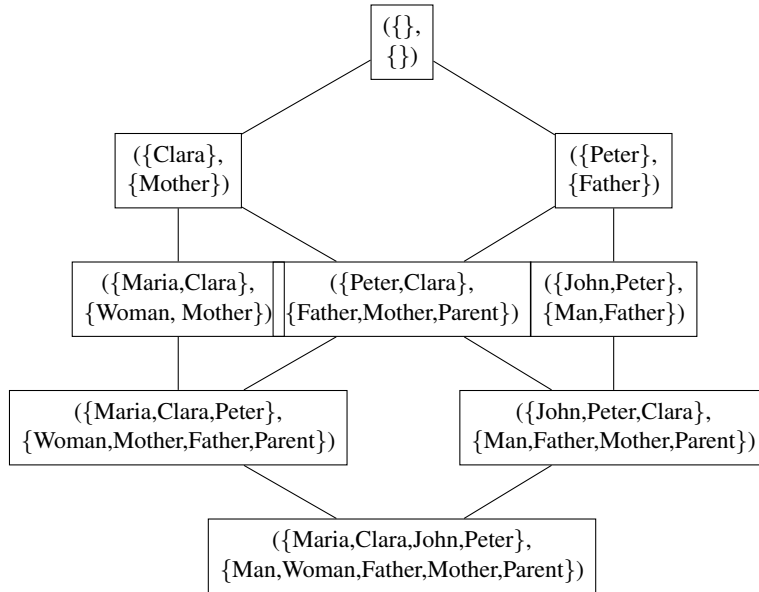 ({},
{})
({Clara},
{Mother})
({Peter},
{Father})
({Maria,Clara},
{Woman, Mother})
({Peter,Clara},
{Father,Mother,Parent})
({John,Peter},
{Man,Father})
({Maria,Clara,Peter},
{Woman,Mother,Father,Parent})
({John,Peter,Clara},
{Man,Father,Mother,Parent})
({Maria,Clara,John,Peter},
{Man,Woman,Father,Mother,Parent})